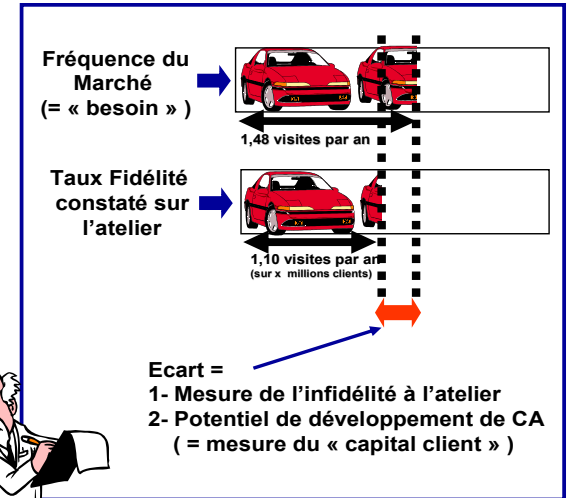 Fréquence du
Marché
(= « besoin » )
1,48 visites par an
Taux Fidélité
constaté sur
l'atelier
1,10 visites par an
(sur x millions clients)
Ecart =
1- Mesure de l'infidélité à l'atelier
2- Potentiel de développement de CA
( = mesure du « capital client » )